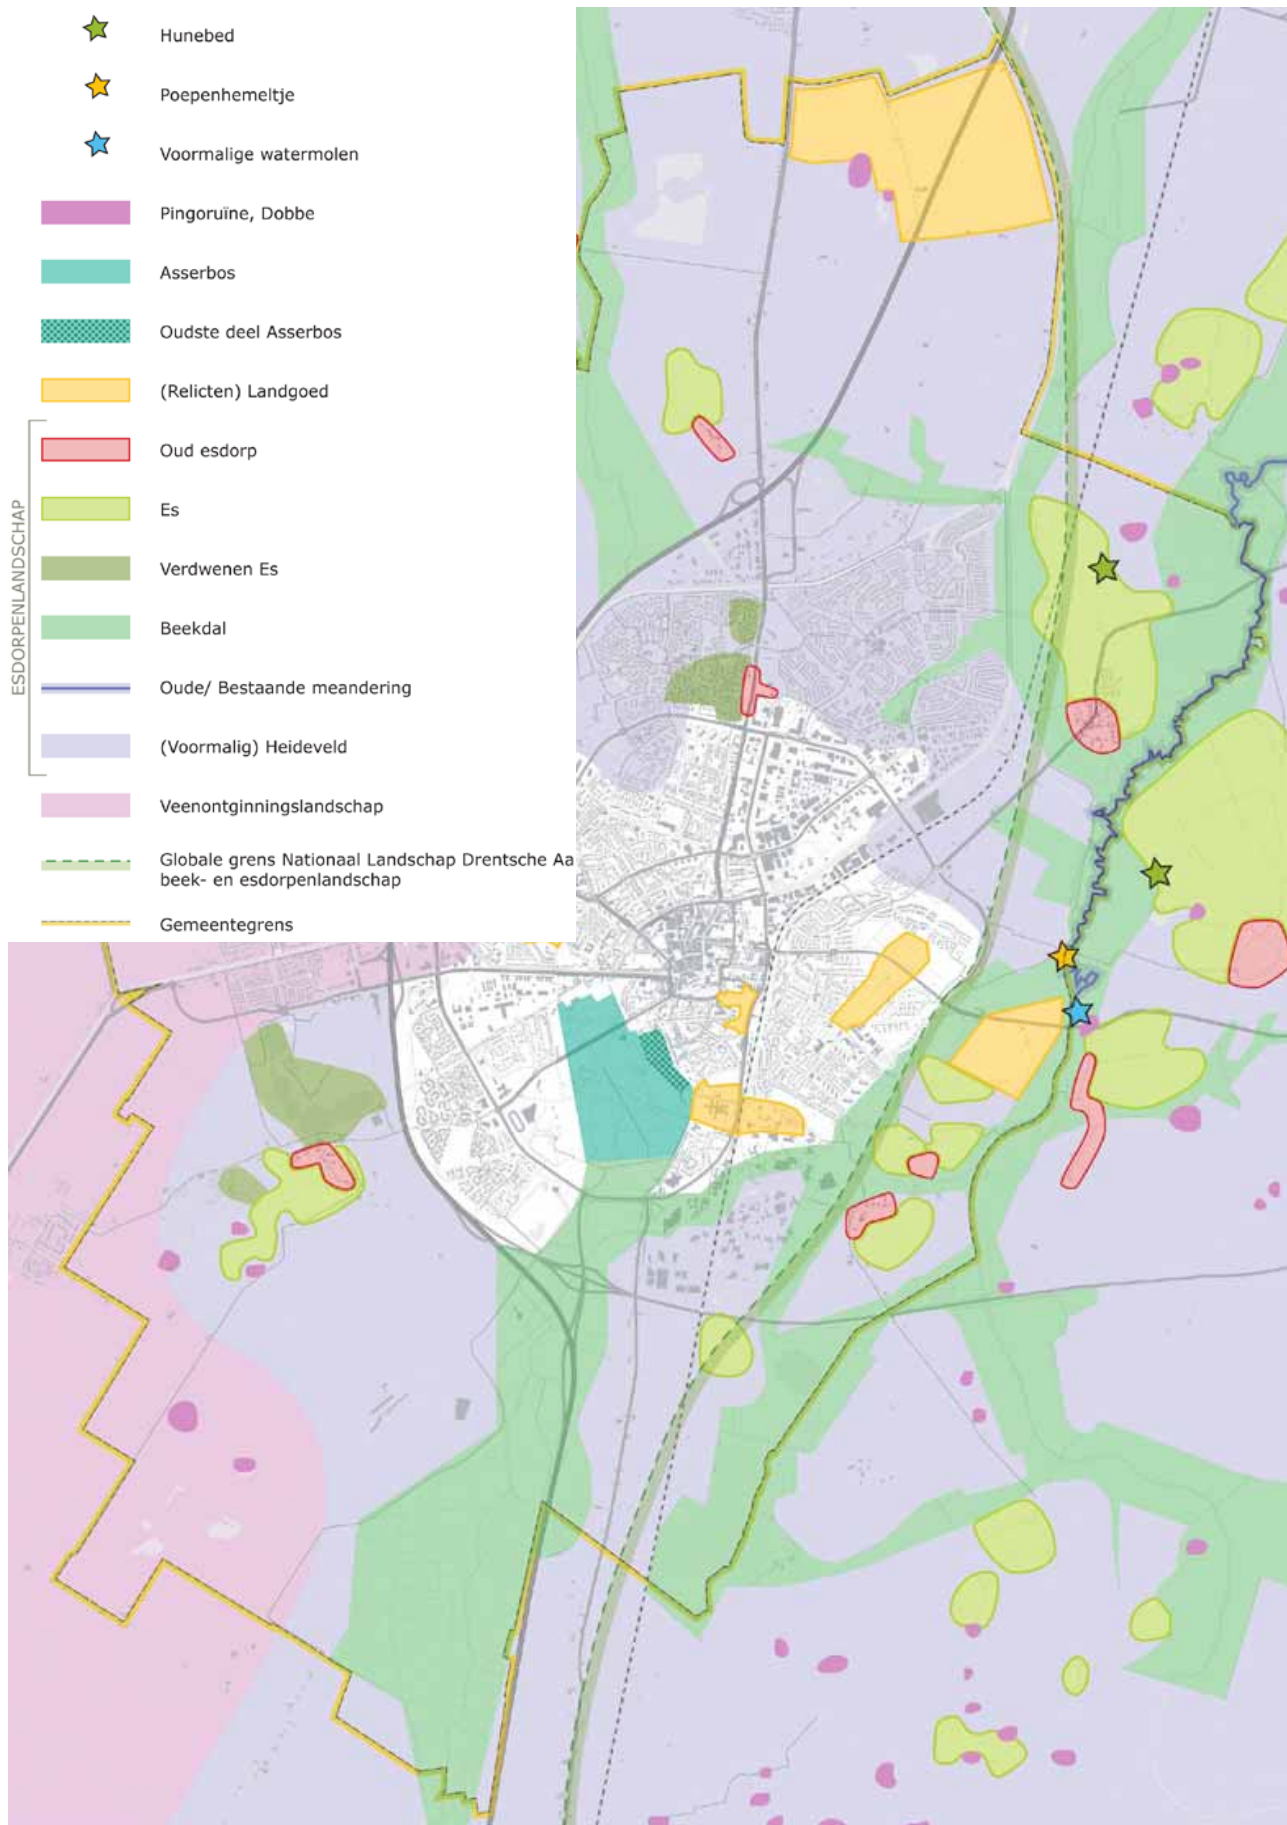 Hunebed
Poepenhemeltje
Voormalige watermolen
Pingoruïne, Dobbe
Asserbos
Oudste deel Asserbos
(Relicten) Landgoed
ESDORPENLANDSCHAP
Oud esdorp
Es
Verdwenen Es
Beekdal
Oude/ Bestaande meandering
(Voormalig) Heideveld
Veenontginningslandschap
Globale grens Nationaal Landschap Drentsche Aa
beek- en esdorpenlandschap
Gemeentegrens